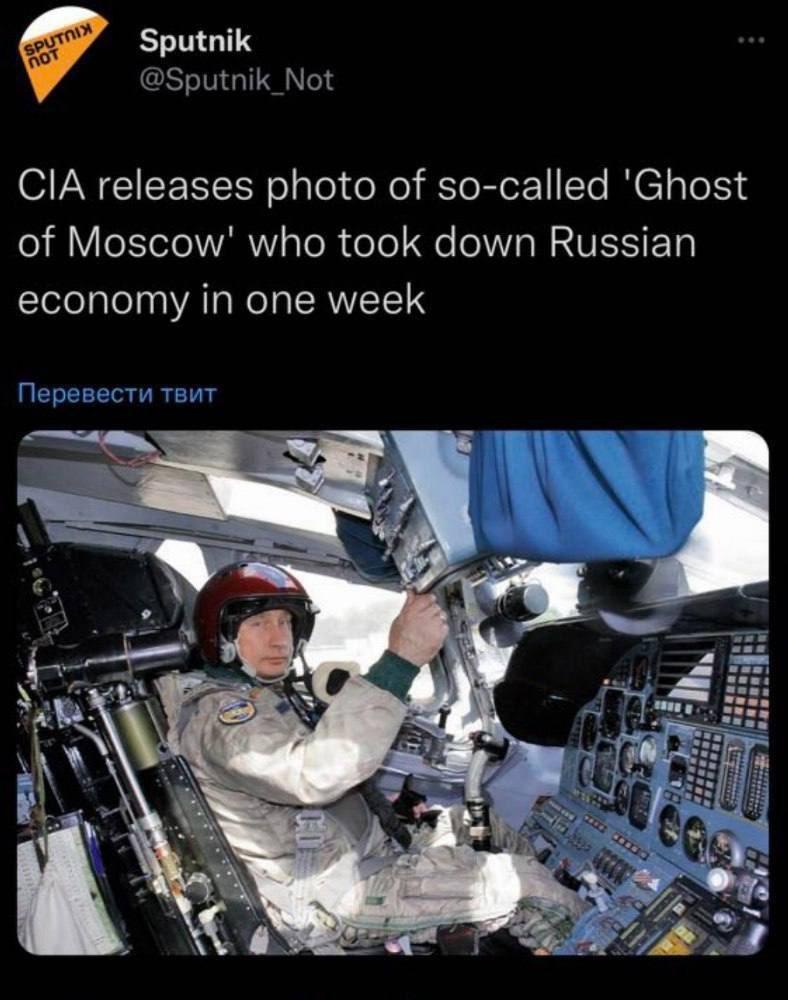 SPUTNIK
NOT
Sputnik
@Sputnik_Not
CIA releases photo of so-called 'Ghost
of Moscow' who took down Russian
economy in one week
Перевести твит